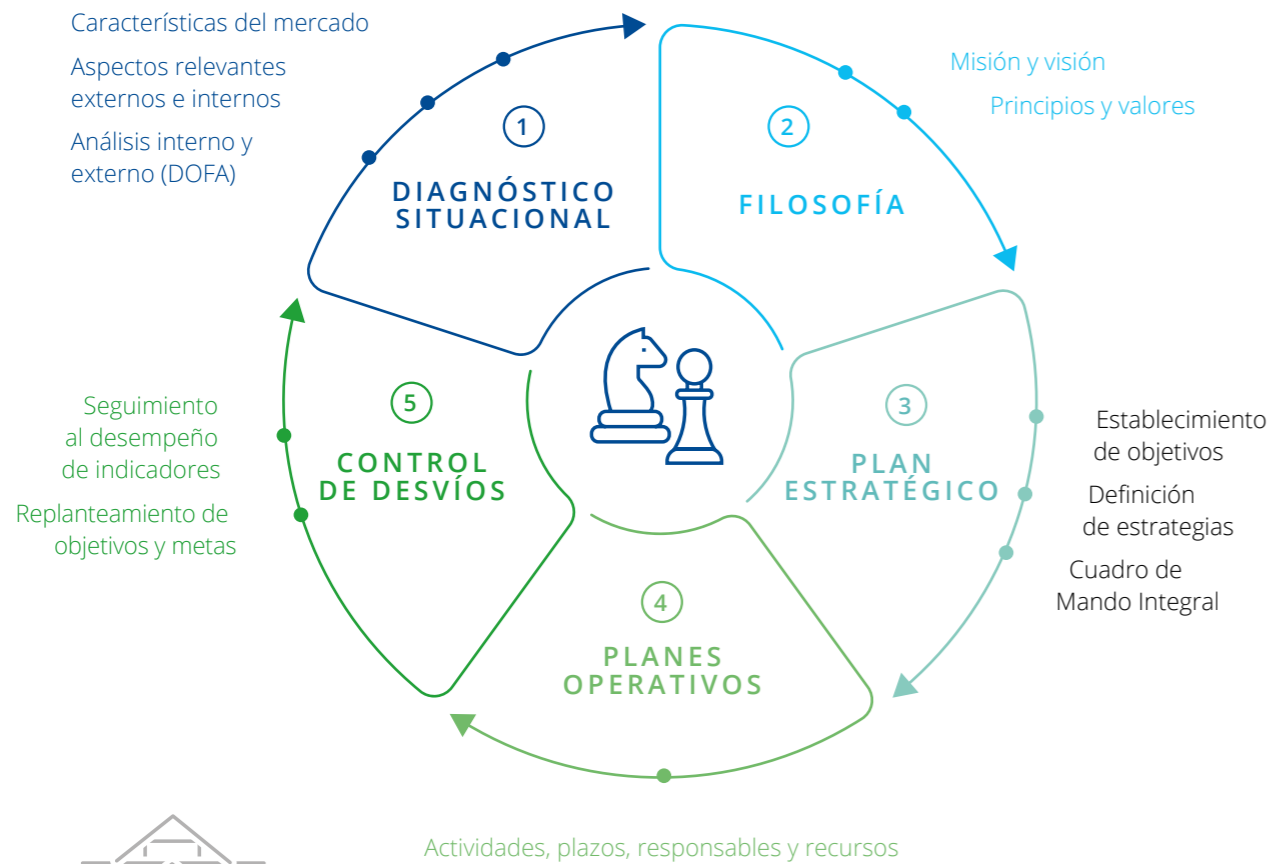 Características del mercado
Aspectos relevantes
externos e internos
Análisis interno y
externo (DOFA)
1
DIAGNÓSTICO
SITUACIONAL
2
FILOSOFÍA
Misión y visión
Principios y valores
3
PLAN
ESTRATÉGICO
Establecimiento
de objetivos
Definición
de estrategias
Cuadro de
Mando Integral
4
PLANES
OPERATIVOS
Actividades, plazos, responsables y recursos
5
CONTROL
DE DESVÍOS
Seguimiento
al desempeño
de indicadores
Replanteamiento de
objetivos y metas